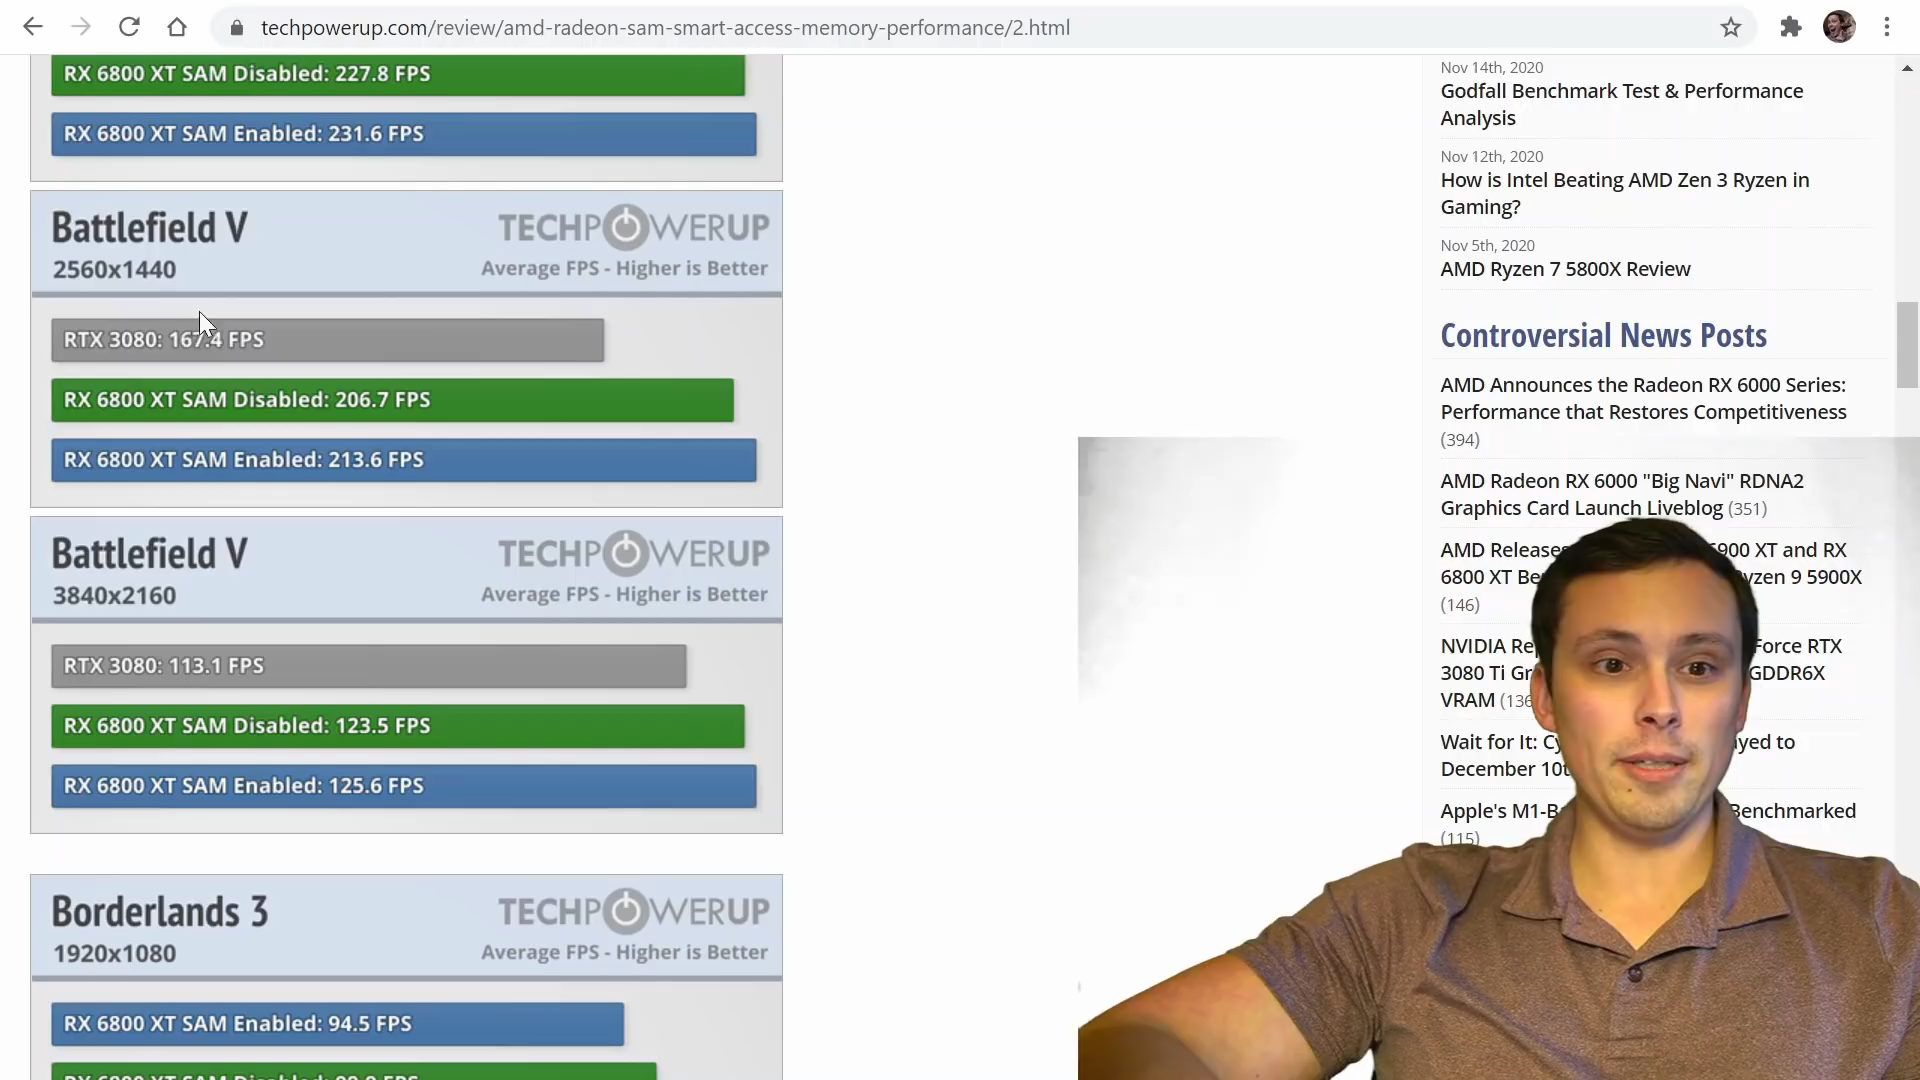 techpowerup.com/review/amd-radeon-sam-smart-access-memory-performance/2.html
RX 6800 XT SAM Disabled: 227.8 FPS
RX 6800 XT SAM Enabled: 231.6 FPS
Battlefield V
2560x1440
TECHPOWERUP
Average FPS - Higher is Better
RTX 3080: 167.4 FPS
RX 6800 XT SAM Disabled: 206.7 FPS
RX 6800 XT SAM Enabled: 213.6 FPS
Battlefield V
3840x2160
TECHPOWERUP
Average FPS - Higher is Better
RTX 3080: 113.1 FPS
RX 6800 XT SAM Disabled: 123.5 FPS
RX 6800 XT SAM Enabled: 125.6 FPS
Borderlands 3
1920x1080
TECHPOWERUP
Average FPS - Higher is Better
RX 6800 XT SAM Enabled: 94.5 FPS
Nov 14th, 2020
Godfall Benchmark Test & Performance
Analysis
Nov 12th, 2020
How is Intel Beating AMD Zen 3 Ryzen in
Gaming?
Nov 5th, 2020
AMD Ryzen 7 5800X Review
Controversial News Posts
AMD Announces the Radeon RX 6000 Series:
Performance that Restores Competitiveness
(394)
AMD Radeon RX 6000 "Big Navi" RDNA2
Graphics Card Launch Liveblog (351)
AMD Releases 6900 XT and RX
6800 XT 9 5900X
(146)
NVIDIA RTX
3080 Ti GDDR6X
VRAM
Wait for It: to
December
Apple's Benchmarked
(115)